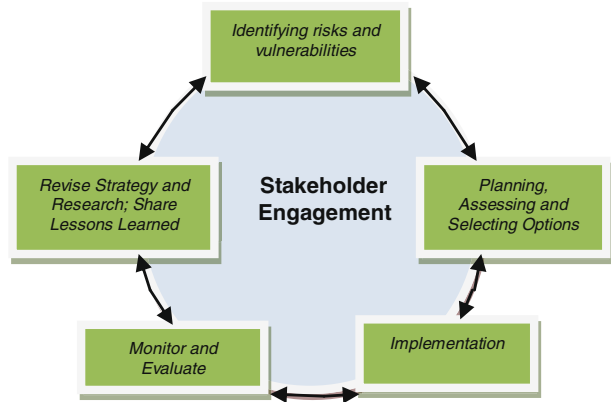 Identifying risks and
vulnerabilities
Stakeholder
Engagement
Revise Strategy and
Research; Share
Lessons Learned
Planning,
Assessing and
Selecting Options
Monitor and
Evaluate
Implementation